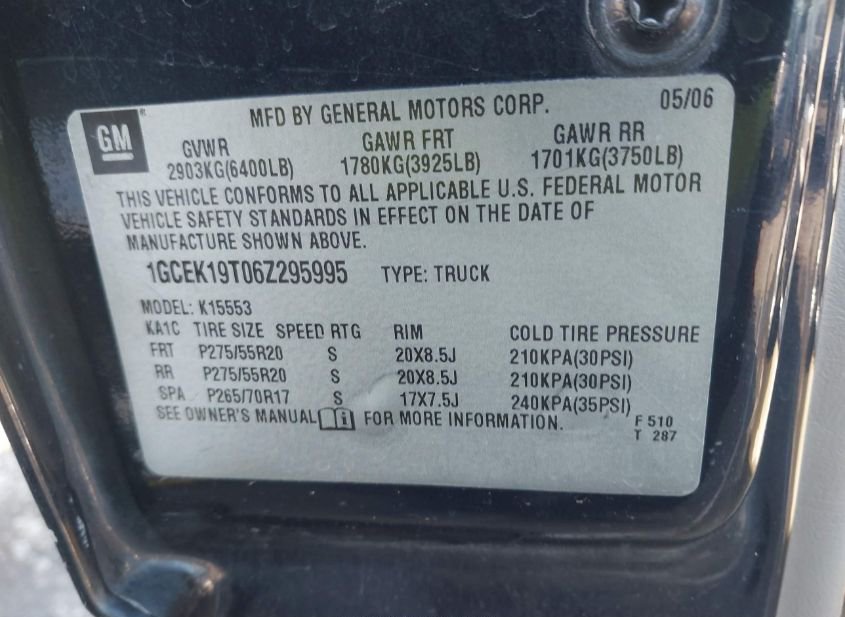 MFD BY GENERAL MOTORS CORP. 05/06
GM®
GVWR GAWR FRT GAWR RR
2903KG(6400LB) 1780KG(3925LB) 1701KG(3750LB)
THIS VEHICLE CONFORMS TO ALL APPLICABLE U.S. FEDERAL MOTOR
VEHICLE SAFETY STANDARDS IN EFFECT ON THE DATE OF
MANUFACTURE SHOWN ABOVE.
1GCEK19T06Z295995 TYPE: TRUCK
MODEL: K15553
KA1C TIRE SIZE SPEED RTG RIM COLD TIRE PRESSURE
FRT P275/55R20 S 20X8.5J 210KPA(30PSI)
RR P275/55R20 S 20X8.5J 210KPA(30PSI)
SPA P265/70R17 S 17X7.5J 240KPA(35PSI)
SEE OWNER'S MANUAL i FOR MORE INFORMATION.
F 510
T 287